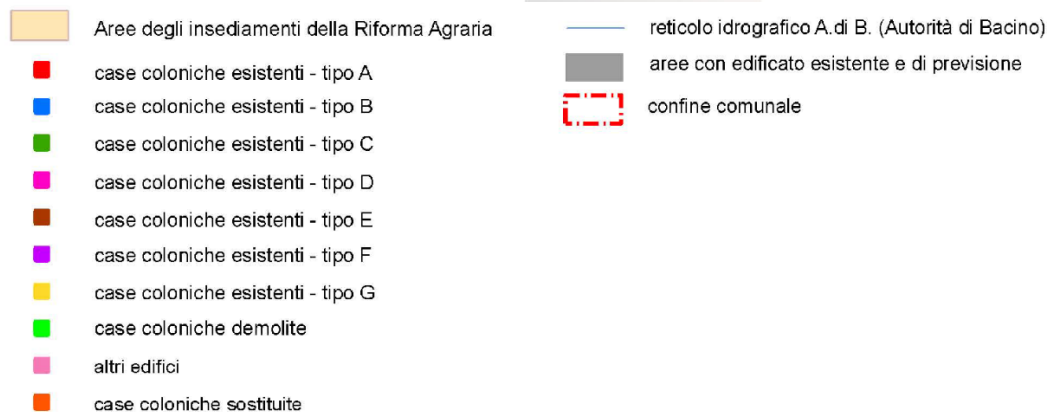 Aree degli insediamenti della Riforma Agraria
case coloniche esistenti - tipo A
case coloniche esistenti - tipo B
case coloniche esistenti - tipo C
case coloniche esistenti - tipo D
case coloniche esistenti - tipo E
case coloniche esistenti - tipo F
case coloniche esistenti - tipo G
case coloniche demolite
altri edifici
case coloniche sostituite
reticolo idrografico A.di B. (Autorità di Bacino)
aree con edificato esistente e di previsione
confine comunale